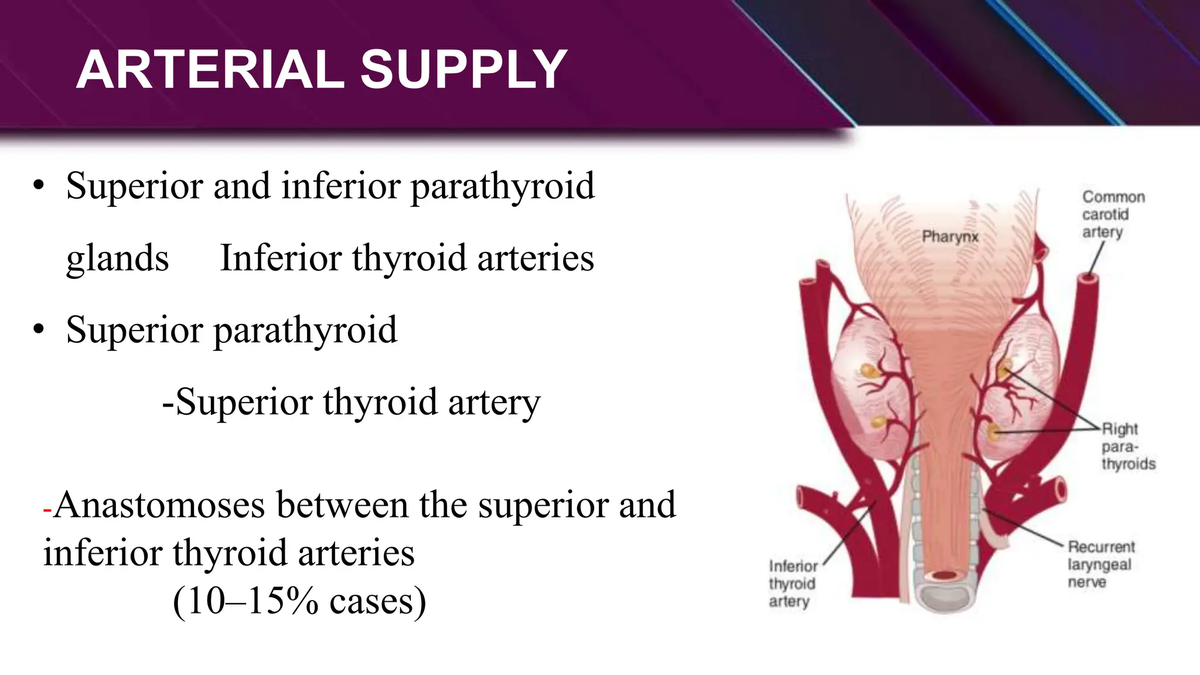 ARTERIAL SUPPLY
• Superior and inferior parathyroid
glands Inferior thyroid arteries
• Superior parathyroid
-Superior thyroid artery
-Anastomoses between the superior and
inferior thyroid arteries
(10–15% cases)
Common
carotid
artery
Pharynx
Right
para-
thyroids
Recurrent
laryngeal
nerve
Inferior
thyroid
artery